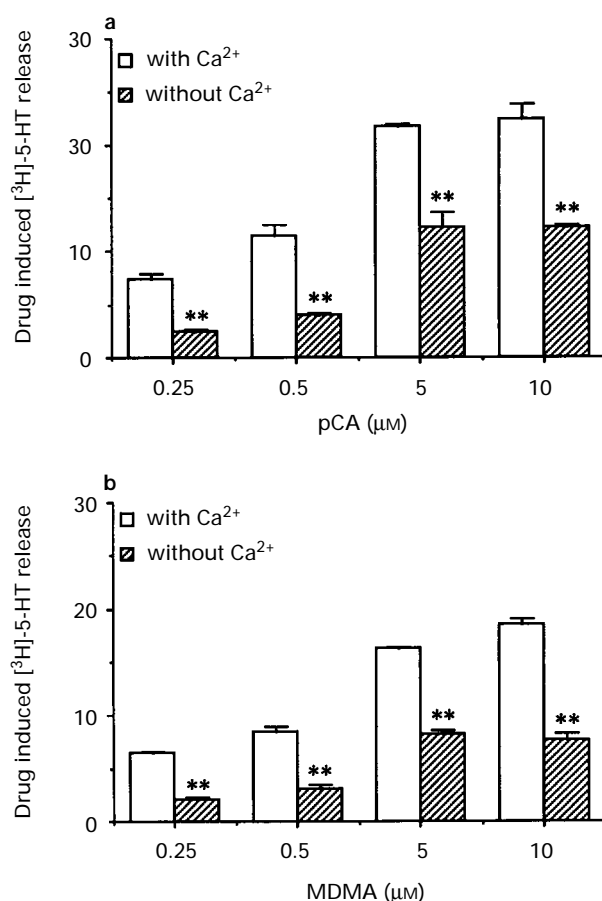 a
30
with Ca²⁺
without Ca²⁺
30
10
0
Drug induced [³H]-5-HT release
**
**
**
**
0.25 0.5 5 10
pCA (μM)
b
30
with Ca²⁺
without Ca²⁺
20
10
0
Drug induced [³H]-5-HT release
**
**
**
**
0.25 0.5 5 10
MDMA (μM)